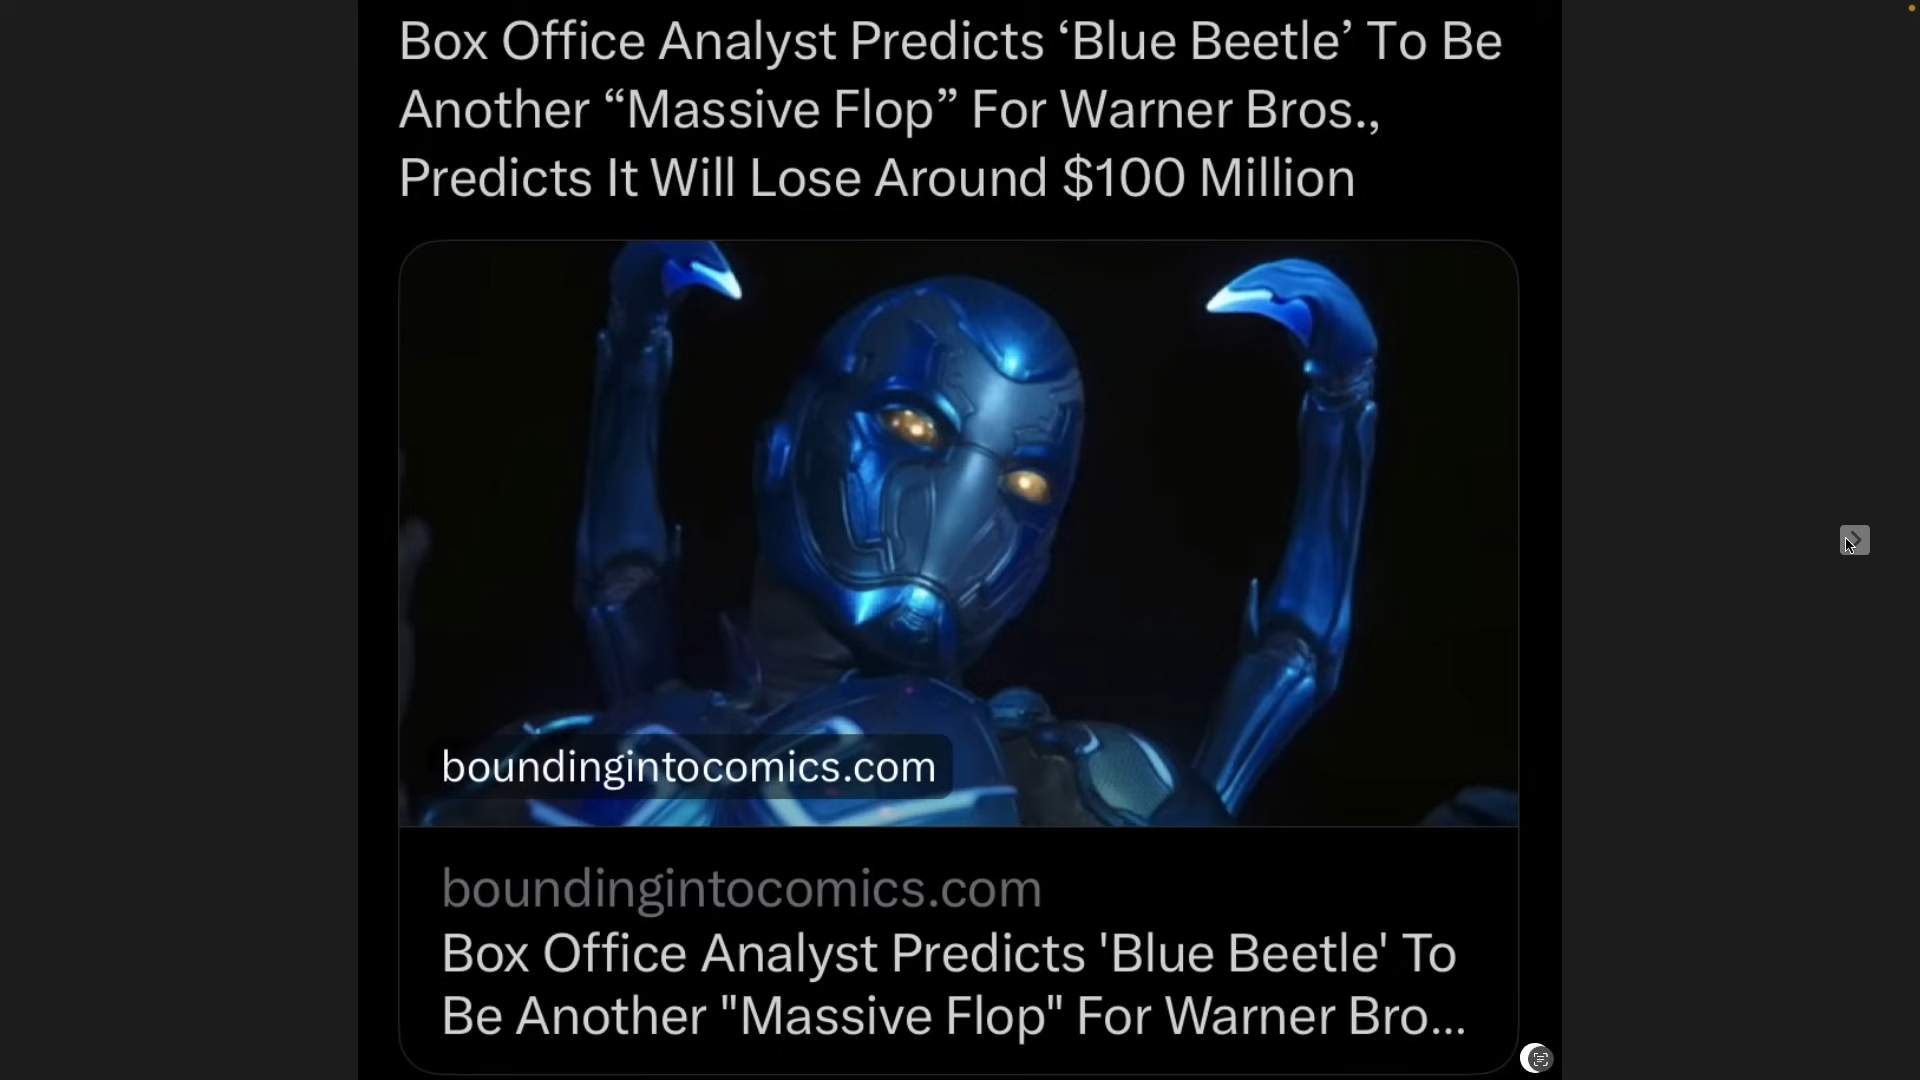 Box Office Analyst Predicts ‘Blue Beetle’ To Be
Another “Massive Flop” For Warner Bros.,
Predicts It Will Lose Around $100 Million
boundingintocomics.com
boundingintocomics.com
Box Office Analyst Predicts 'Blue Beetle' To
Be Another "Massive Flop" For Warner Bro...